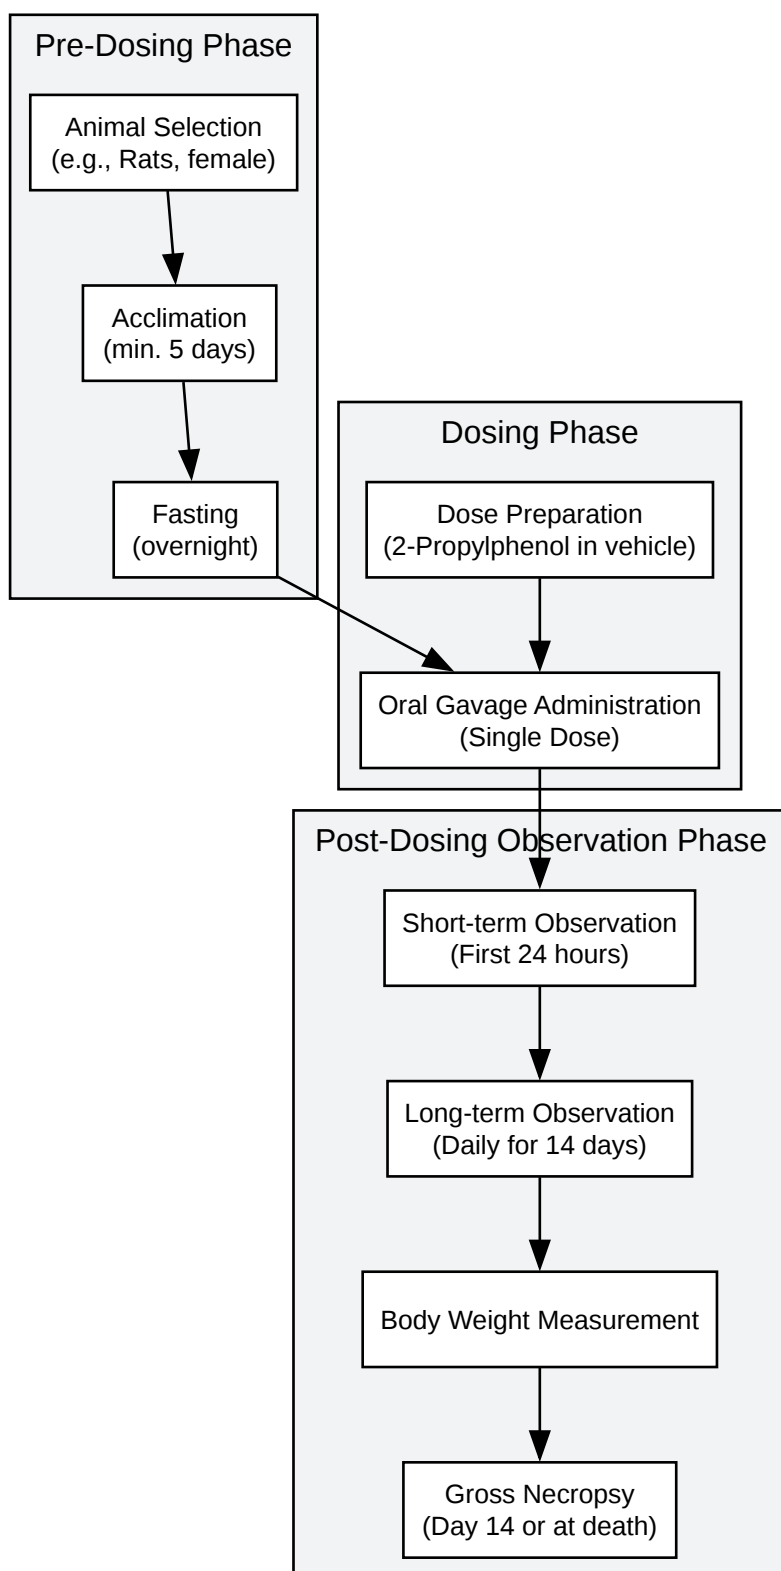 Pre-Dosing Phase
Animal Selection
(e.g., Rats, female)
Acclimation
(min. 5 days)
Fasting
(overnight)
Dosing Phase
Dose Preparation
(2-Propylphenol in vehicle)
Oral Gavage Administration
(Single Dose)
Post-Dosing Observation Phase
Short-term Observation
(First 24 hours)
Long-term Observation
(Daily for 14 days)
Body Weight Measurement
Gross Necropsy
(Day 14 or at death)